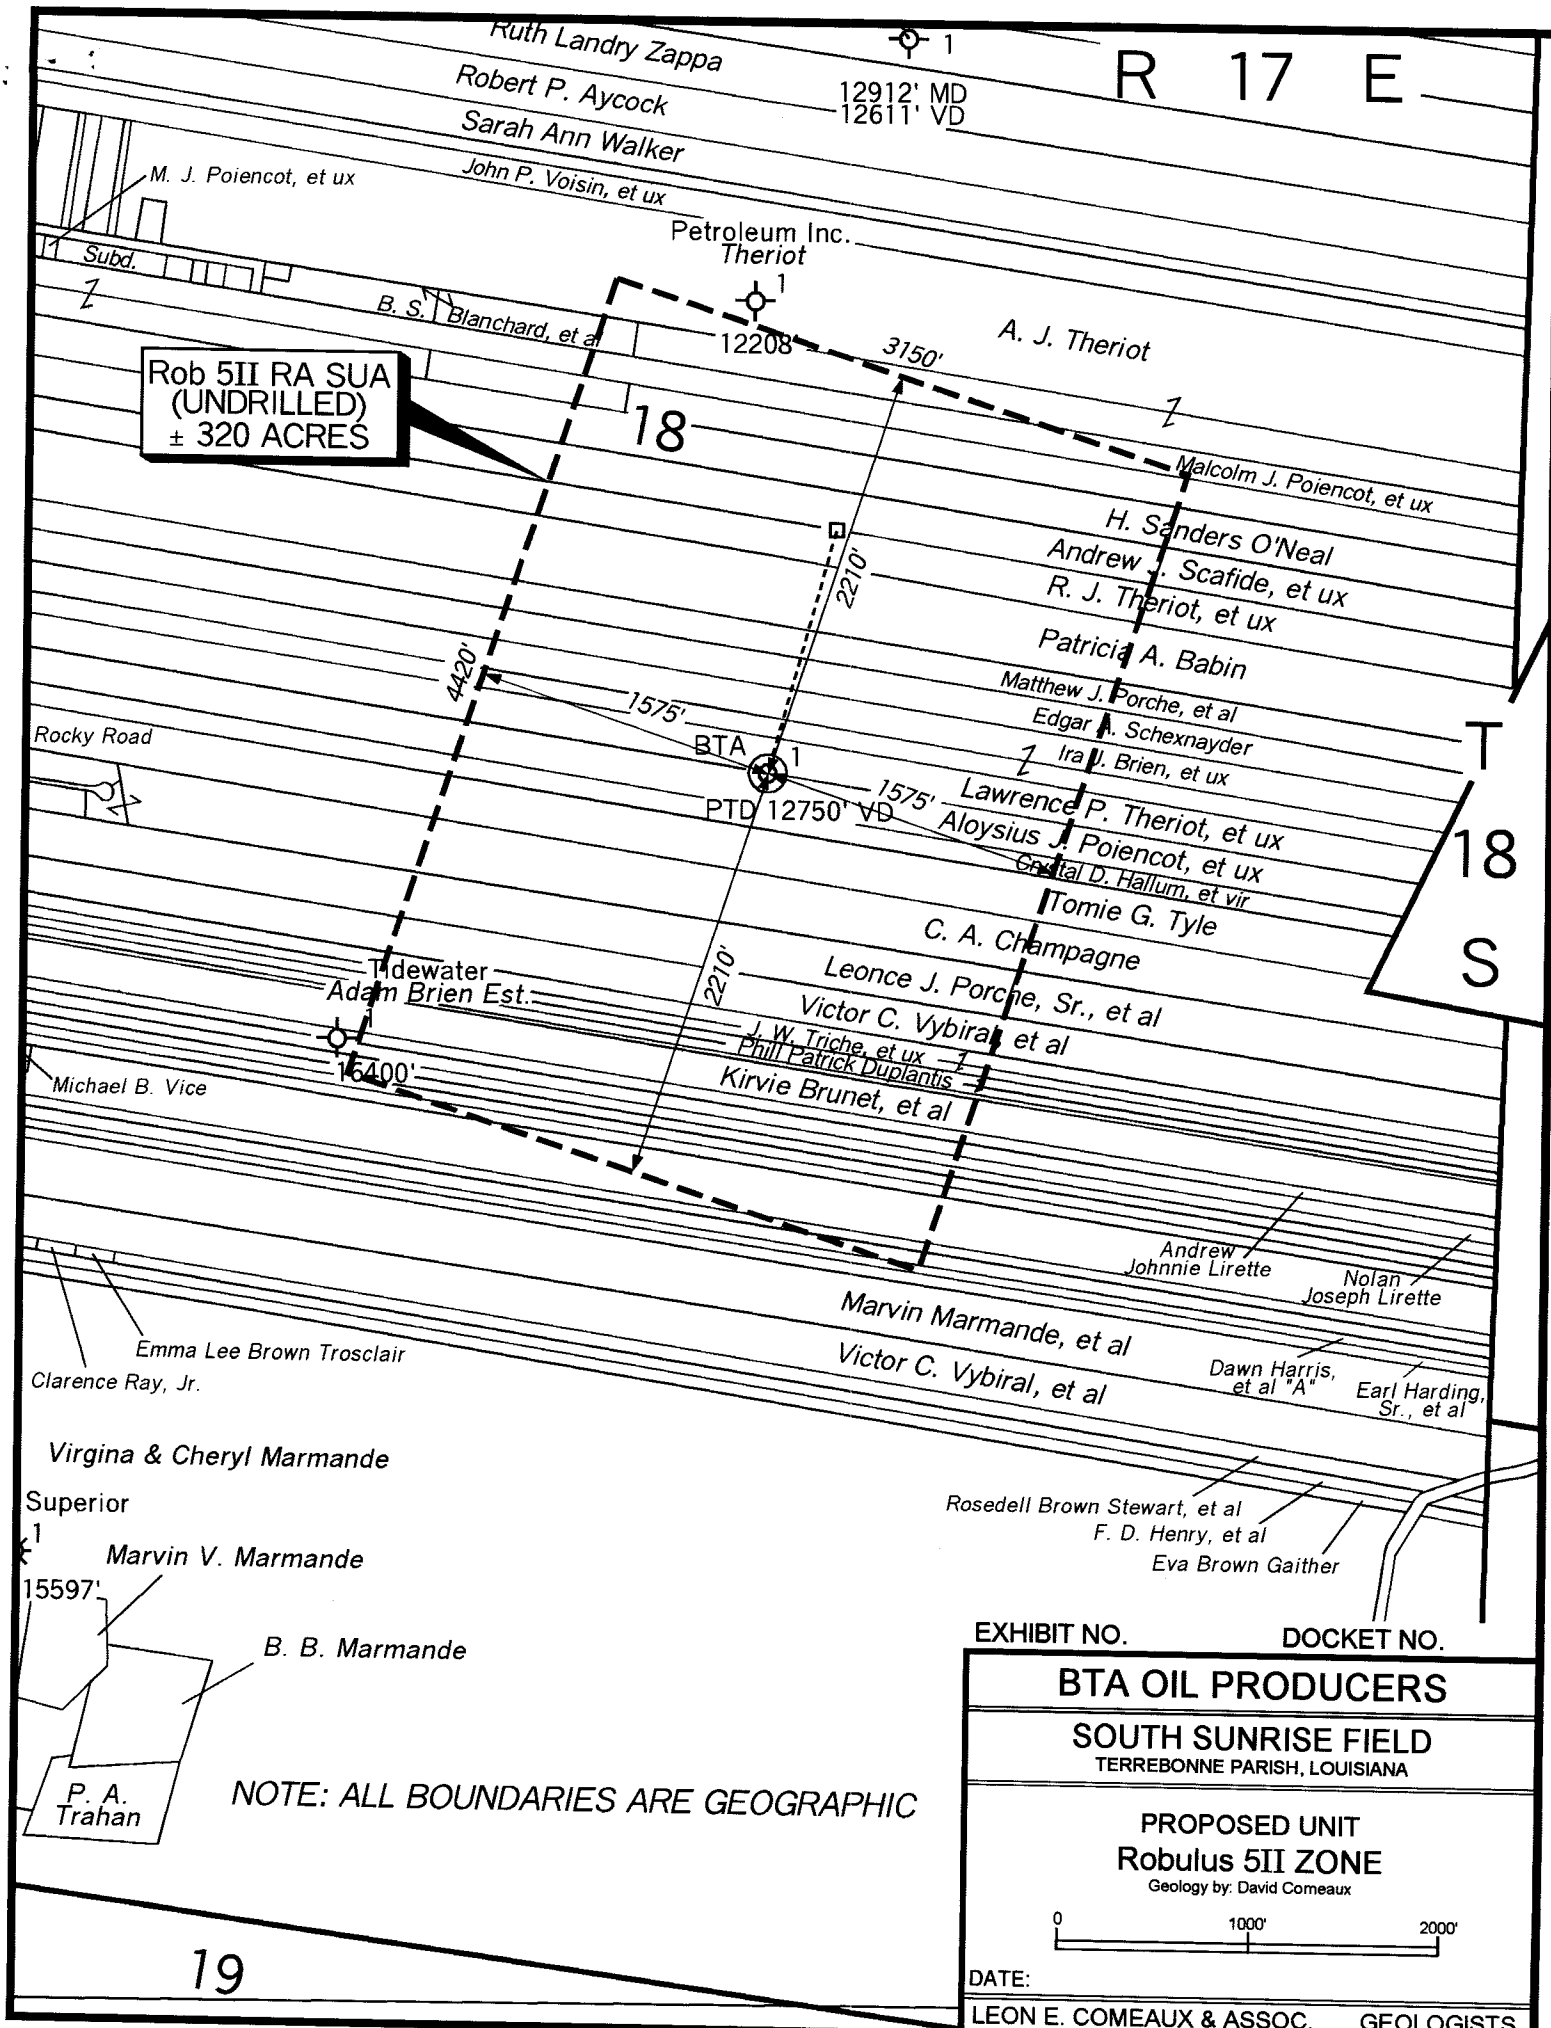 Ruth Landry Zappa
1
R 17 E
Robert P. Aycock
12912' MD
12611' VD
Sarah Ann Walker
John P. Voisin, et ux
M. J. Poiencot, et ux
Petroleum Inc.
Theriot
1
Subd.
B. S. Blanchard, et al
12208'
3150'
A. J. Theriot
Rob 5II RA SUA
(UNDRILLED)
± 320 ACRES
18
Malcolm J. Poiencot, et ux
H. Sanders O'Neal
Andrew J. Scafide, et ux
R. J. Theriot, et ux
2210'
Patricia A. Babin
4420'
Matthew J. Porche, et al
1575'
Edgar A. Schexnayder
Rocky Road
BTA
1
Ira J. Brien, et ux
T
18
S
PTD 12750' VD
1575'
Lawrence P. Theriot, et ux
Aloysius J. Poiencot, et ux
Crystal D. Hallum, et vir
Tomie G. Tyle
C. A. Champagne
Tidewater
Adam Brien Est.
1
2210'
Leonce J. Porche, Sr., et al
Victor C. Vybiral, et al
J. W. Triche, et ux
Phill Patrick Duplantis
16400'
Kirvie Brunet, et al
Michael B. Vice
Andrew
Johnnie Lirette
Nolan
Joseph Lirette
Marvin Marmande, et al
Emma Lee Brown Trosclair
Clarence Ray, Jr.
Victor C. Vybiral, et al
Dawn Harris,
et al "A"
Earl Harding,
Sr., et al
Virgina & Cheryl Marmande
Superior
1
Rosedell Brown Stewart, et al
F. D. Henry, et al
Eva Brown Gaither
Marvin V. Marmande
15597'
B. B. Marmande
P. A.
Trahan
NOTE: ALL BOUNDARIES ARE GEOGRAPHIC
19
EXHIBIT NO. DOCKET NO.
BTA OIL PRODUCERS
SOUTH SUNRISE FIELD
TERREBONNE PARISH, LOUISIANA
PROPOSED UNIT
Robulus 5II ZONE
Geology by: David Comeaux
0 1000' 2000'
DATE:
LEON E. COMEAUX & ASSOC. GEOLOGISTS